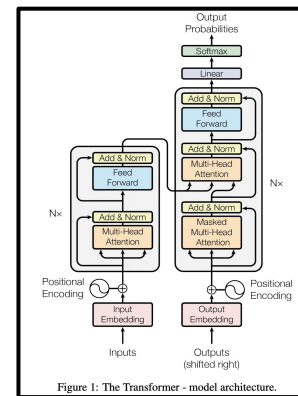 Output
Probabilities
Softmax
Linear
Add & Norm
Feed
Forward
Add & Norm
Multi-Head
Attention
Add & Norm
Masked
Multi-Head
Attention
N×
Positional
Encoding
Output
Embedding
Outputs
(shifted right)
Add & Norm
Feed
Forward
Add & Norm
Multi-Head
Attention
N×
Positional
Encoding
Input
Embedding
Inputs
Figure 1: The Transformer - model architecture.